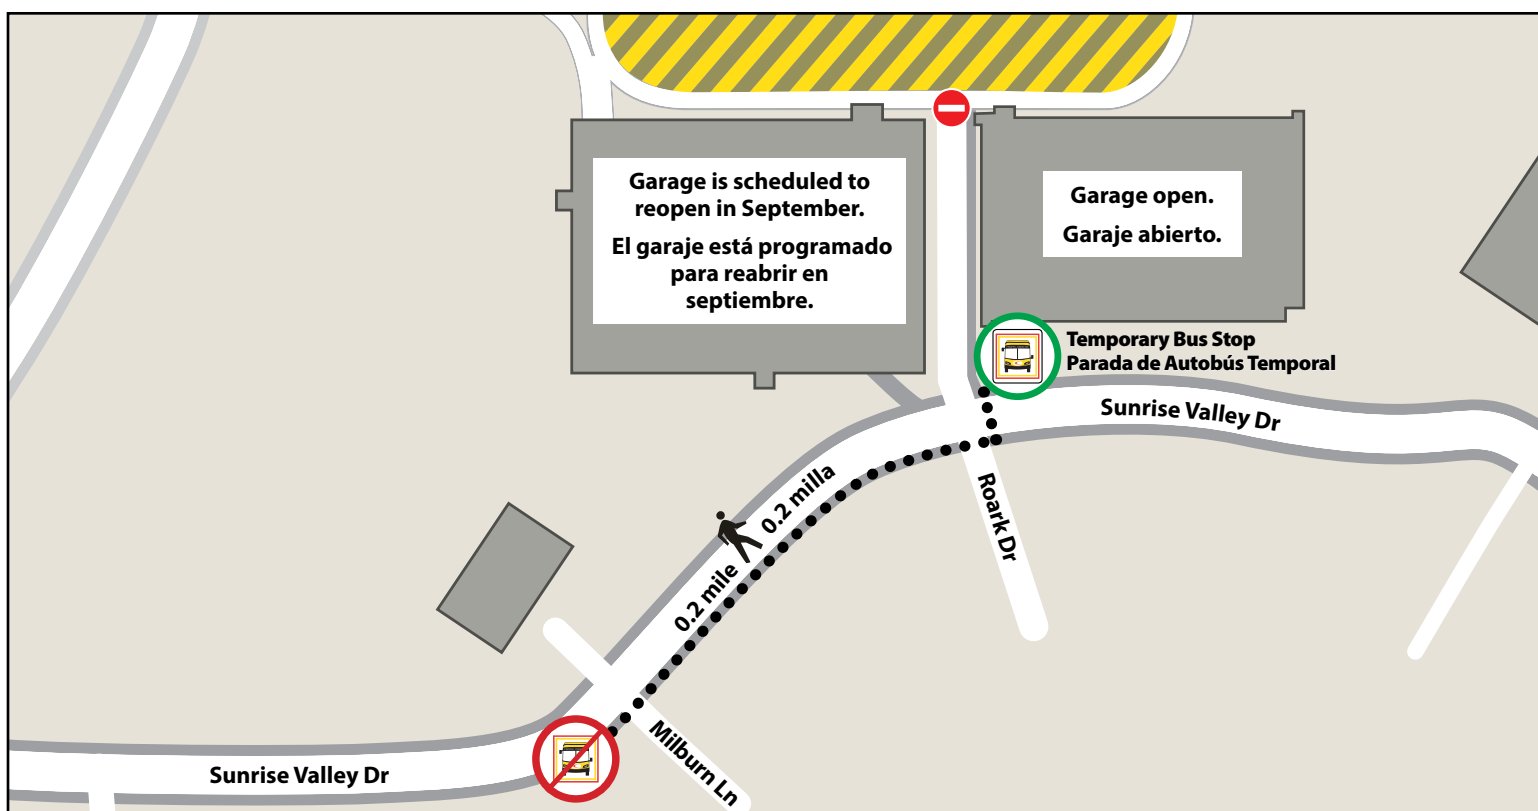 Garage is scheduled to
reopen in September.
El garaje está programado
para reabrir en
septiembre.
Garage open.
Garaje abierto.
Temporary Bus Stop
Parada de Autobús Temporal
Sunrise Valley Dr
0.2 milla
0.2 mile
Roark Dr
Milburn Ln
Sunrise Valley Dr